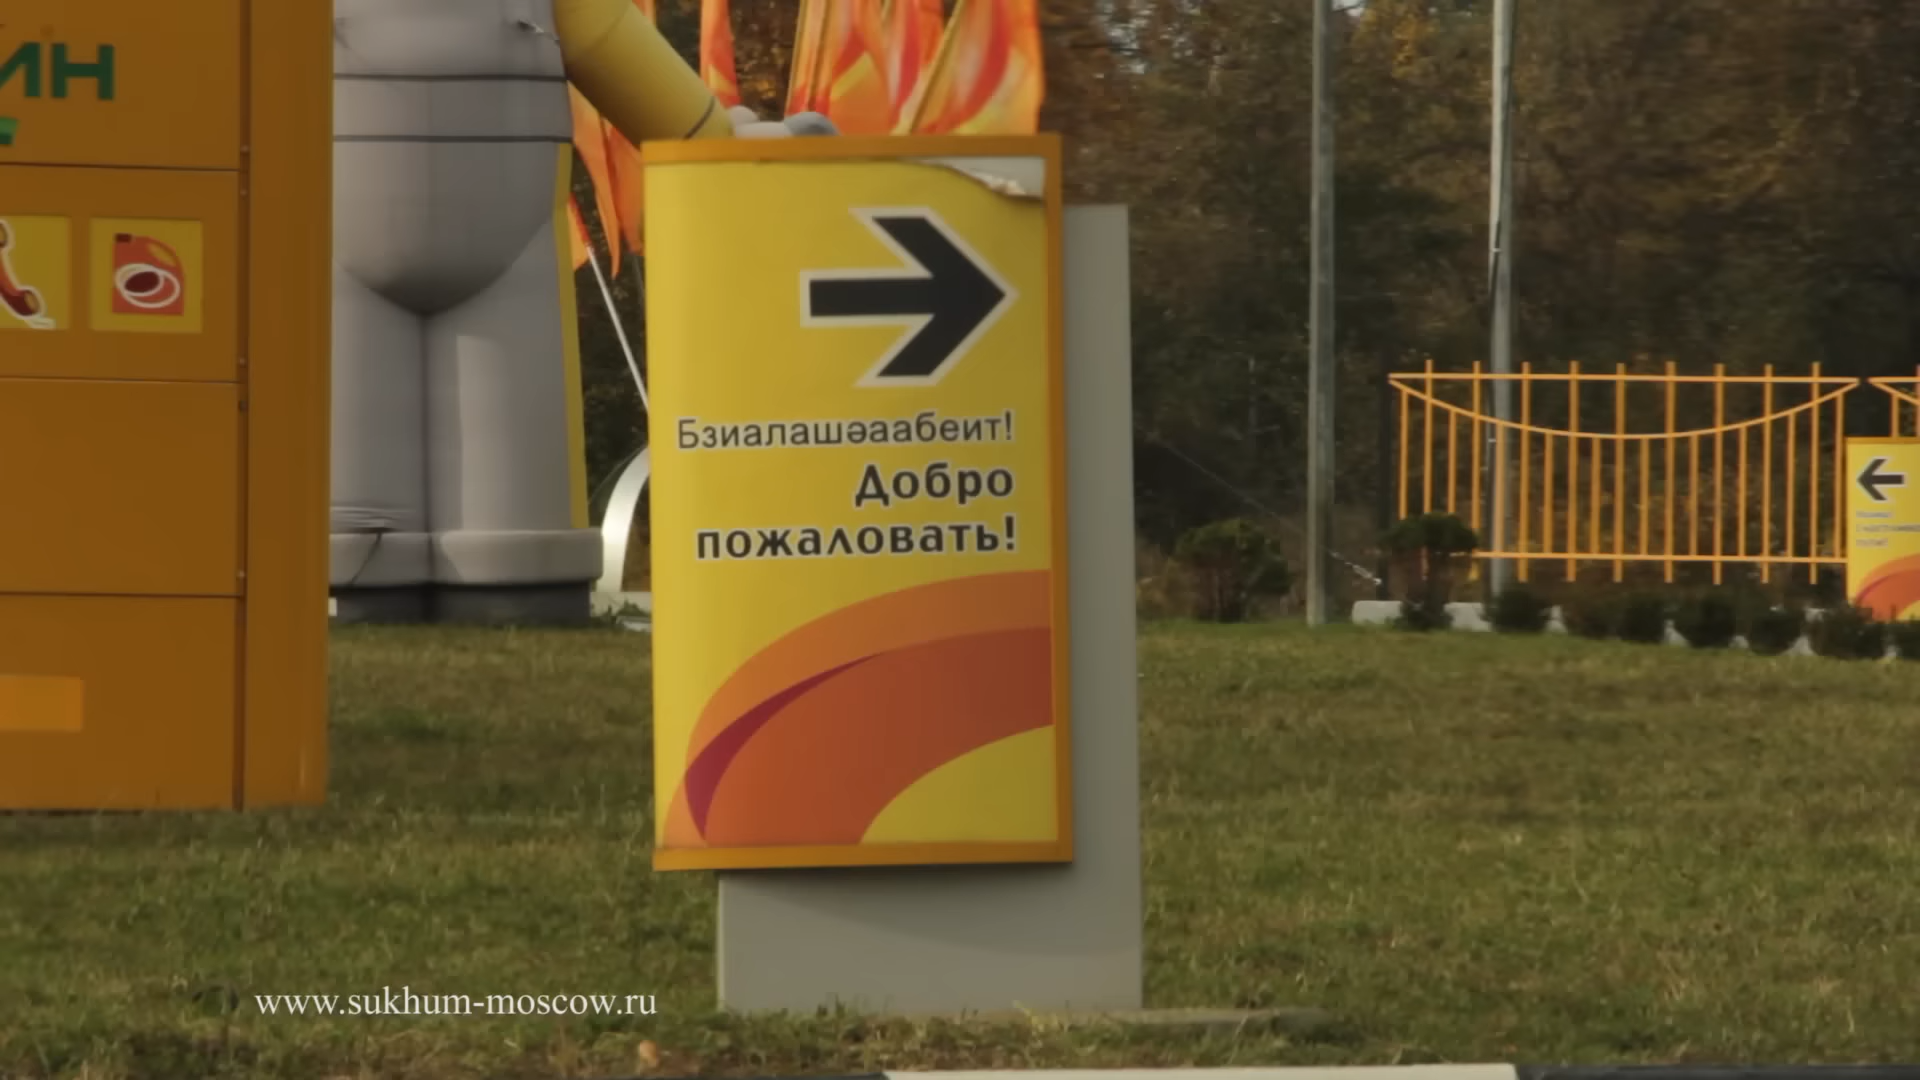 ИН
Бзиалашәаабеит!
Добро
пожаловать!
www.sukhum-moscow.ru